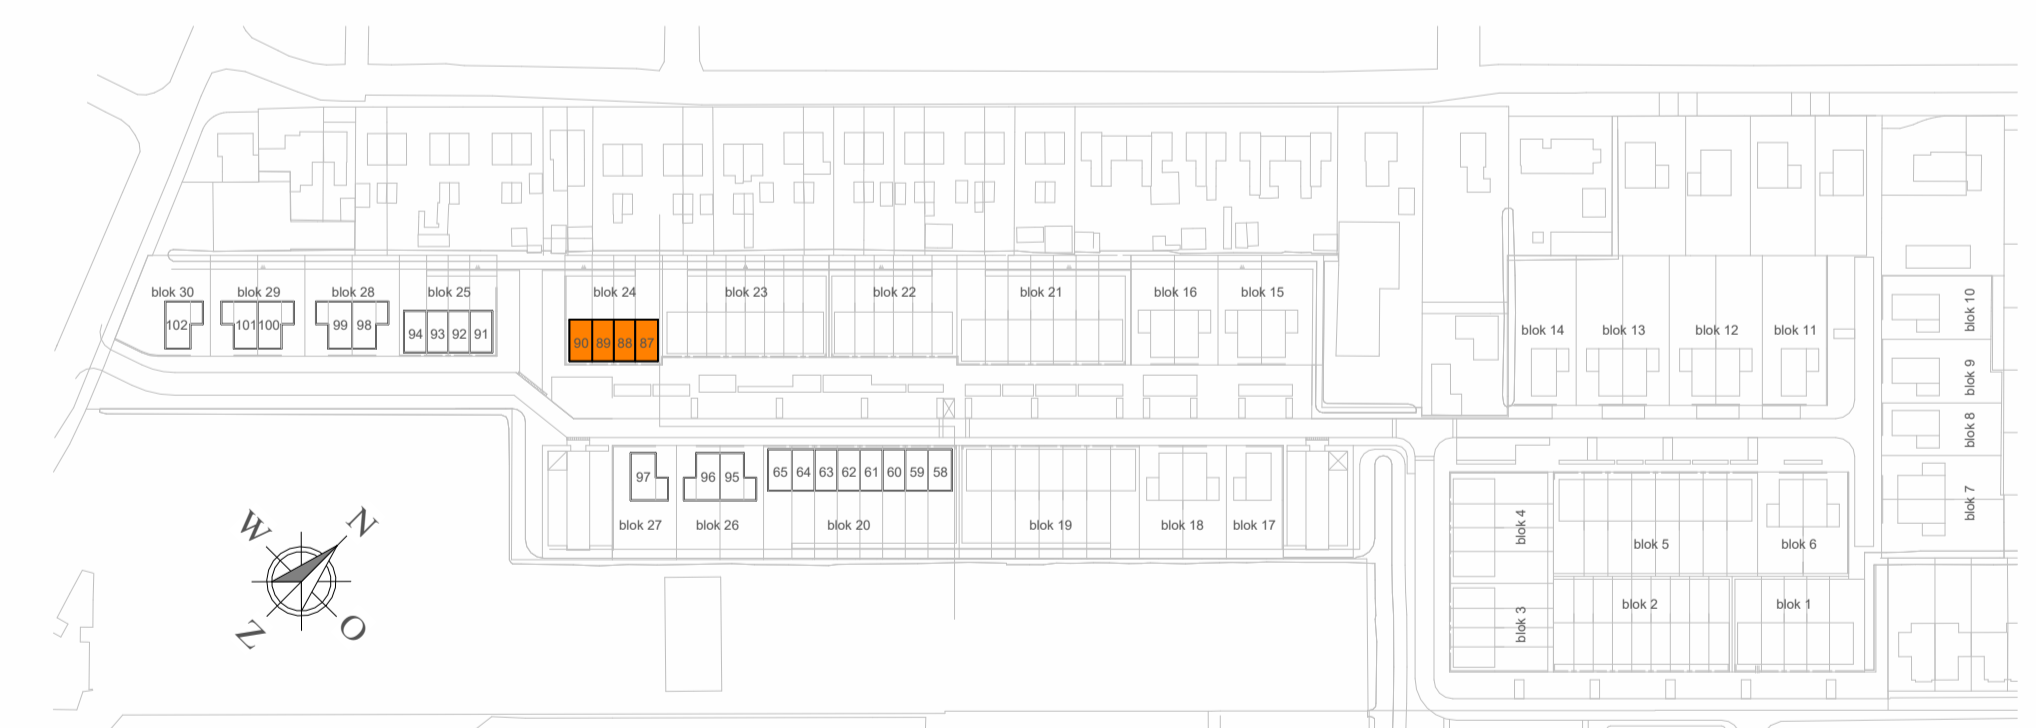 blok 30
blok 29
blok 28
blok 25
blok 24
blok 23
blok 22
blok 21
blok 16
blok 15
102
101
100
99
98
94
93
92
91
90
89
88
87
blok 14
blok 13
blok 12
blok 11
blok 10
blok 9
blok 8
blok 7
97
96
95
65
64
63
62
61
60
59
58
blok 27
blok 26
blok 20
blok 19
blok 18
blok 17
blok 4
blok 5
blok 6
blok 3
blok 2
blok 1
W
N
Z
O